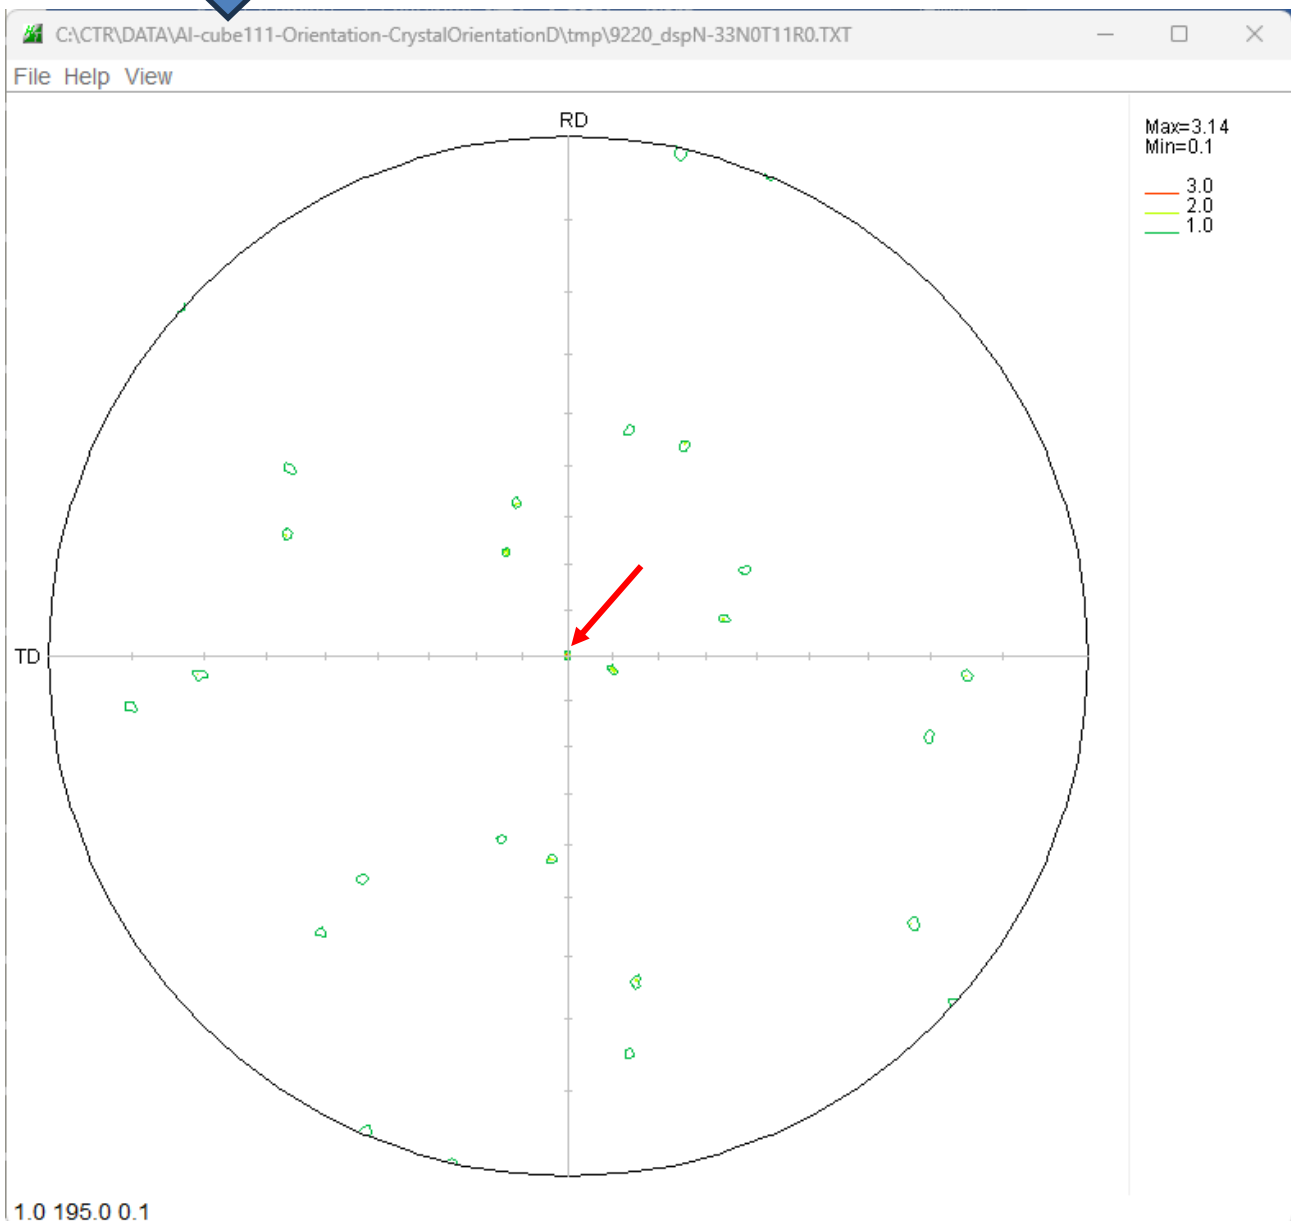 C:\CTR\DATA\AI-cube111-Orientation-CrystalOrientationD\tmp\9220_dspN-33N0T11R0.TXT
File Help View
RD
Max=3.14
Min=0.1
3.0
2.0
1.0
TD
1.0 195.0 0.1